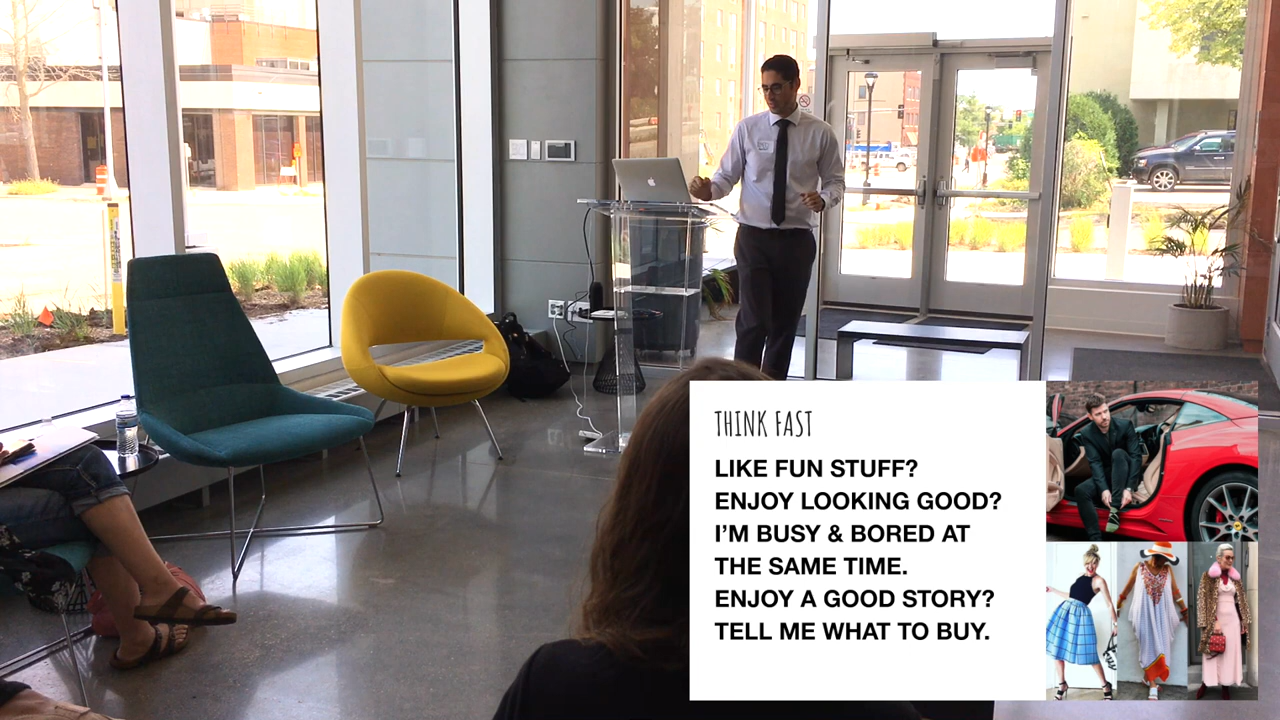 THINK FAST
LIKE FUN STUFF?
ENJOY LOOKING GOOD?
I'M BUSY & BORED AT
THE SAME TIME.
ENJOY A GOOD STORY?
TELL ME WHAT TO BUY.